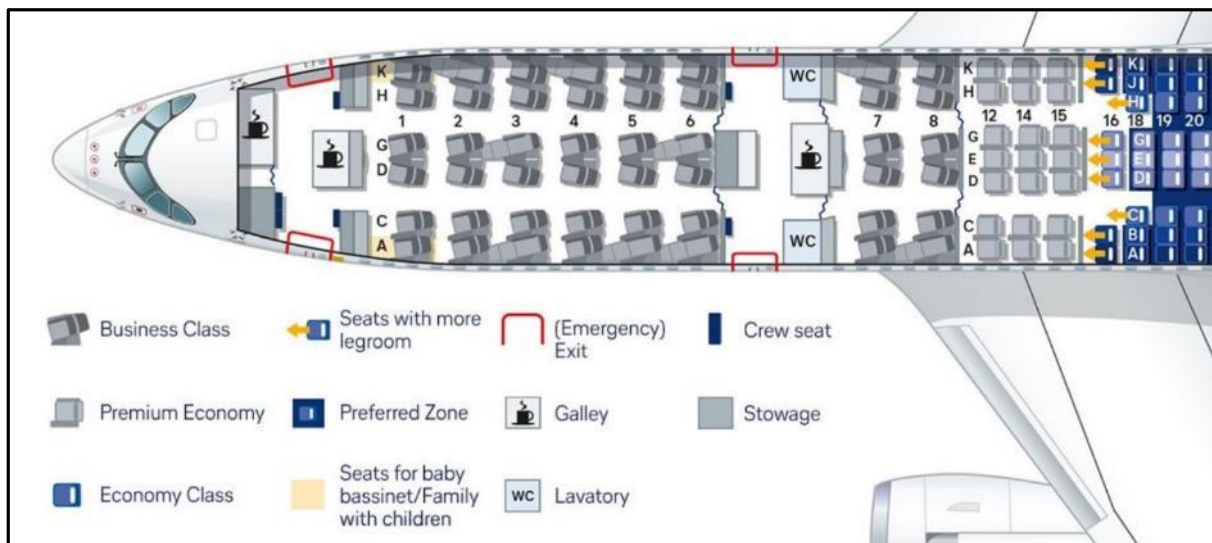 K
H
G
D
C
A
1 2 3 4 5 6
WC
WC
7 8
K
H
G
E
D
C
A
12 14 15
16 18 19 20
K
J
H
G
E
D
C
B
A
Business Class
Seats with more
legroom
(Emergency)
Exit
Crew seat
Premium Economy
Preferred Zone
Galley
Stowage
Economy Class
Seats for baby
bassinet/Family
with children
WC
Lavatory